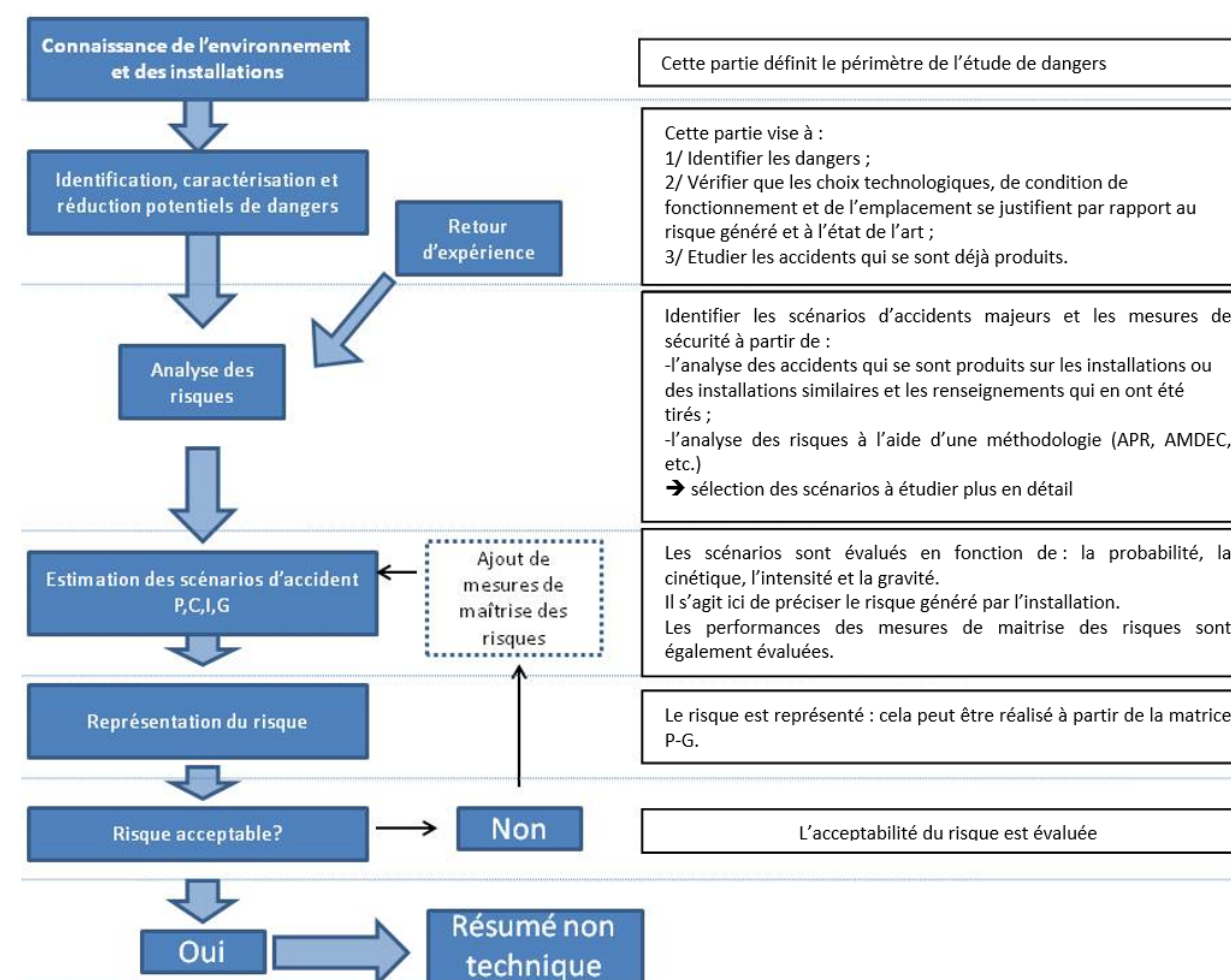 Connaissance de l'environnement
et des installations
Cette partie définit le périmètre de l'étude de dangers
Identification, caractérisation et
réduction potentiels de dangers
Retour
d'expérience
Cette partie vise à :
1/ Identifier les dangers ;
2/ Vérifier que les choix technologiques, de condition de
fonctionnement et de l'emplacement se justifient par rapport au
risque généré et à l'état de l'art ;
3/ Etudier les accidents qui se sont déjà produits.
Analyse des
risques
Identifier les scénarios d'accidents majeurs et les mesures de
sécurité à partir de :
-l'analyse des accidents qui se sont produits sur les installations ou
des installations similaires et les renseignements qui en ont été
tirés ;
-l'analyse des risques à l'aide d'une méthodologie (APR, AMDEC,
etc.)
➔ sélection des scénarios à étudier plus en détail
Estimation des scénarios d'accident
P,C,I,G
Ajout de
mesures de
maîtrise des
risques
Les scénarios sont évalués en fonction de : la probabilité, la
cinétique, l'intensité et la gravité.
Il s'agit ici de préciser le risque généré par l'installation.
Les performances des mesures de maitrise des risques sont
également évaluées.
Représentation du risque
Le risque est représenté : cela peut être réalisé à partir de la matrice
P-G.
Risque acceptable?
Non
L'acceptabilité du risque est évaluée
Oui
Résumé non
technique